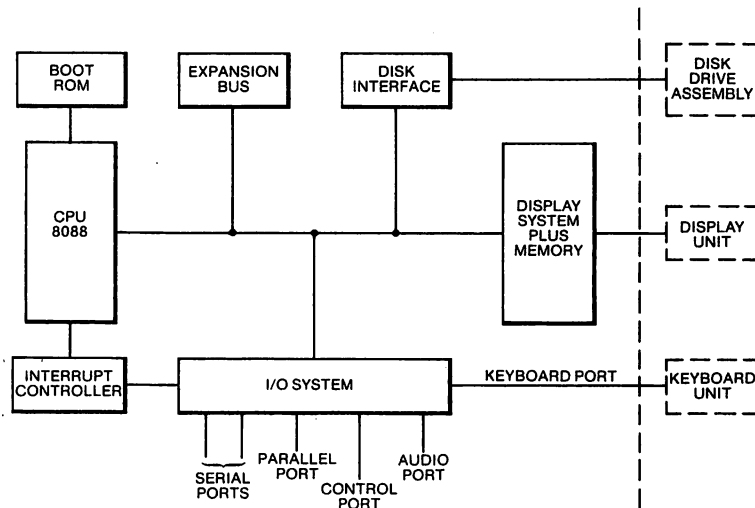 BOOT
ROM
EXPANSION
BUS
DISK
INTERFACE
DISK
DRIVE
ASSEMBLY
CPU
8088
DISPLAY
SYSTEM
PLUS
MEMORY
DISPLAY
UNIT
INTERRUPT
CONTROLLER
I/O SYSTEM
KEYBOARD PORT
KEYBOARD
UNIT
SERIAL
PORTS
PARALLEL
PORT
CONTROL
PORT
AUDIO
PORT